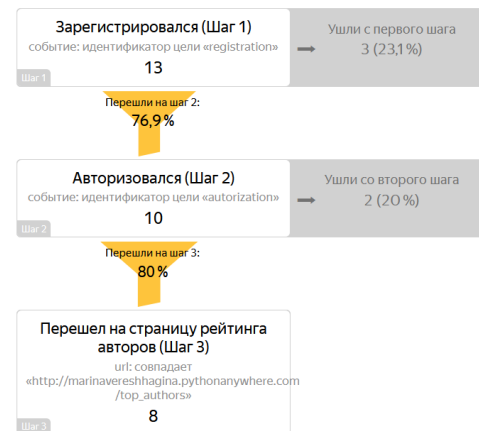 Зарегистрировался (Шаг 1)
событие: идентификатор цели «registration»
13
Шаг 1
Ушли с первого шага
3 (23,1 %)
Перешли на шаг 2:
76,9 %
Авторизовался (Шаг 2)
событие: идентификатор цели «autorization»
10
Шаг 2
Ушли со второго шага
2 (20 %)
Перешли на шаг 3:
80 %
Перешел на страницу рейтинга
авторов (Шаг 3)
url: совпадает
«http://marinavereshhagina.pythonanywhere.com
/top_authors»
8
Шаг 3